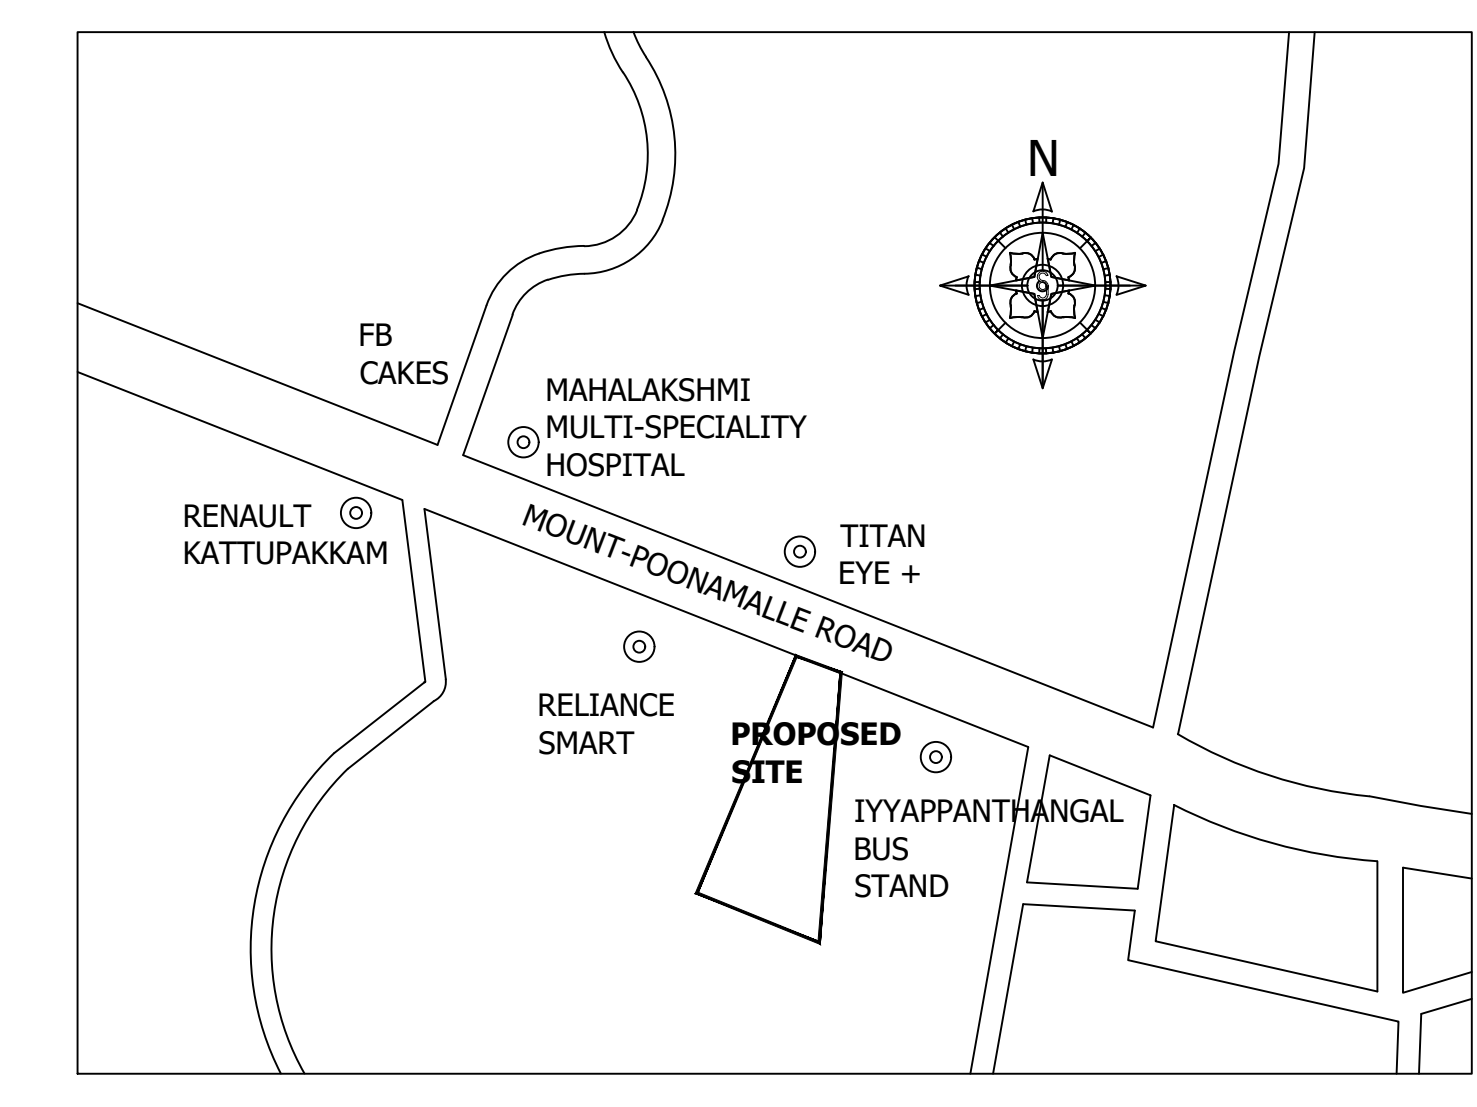 N
FB
CAKES
MAHALAKSHMI
MULTI-SPECIALITY
HOSPITAL
RENAULT
KATTUPAKKAM
MOUNT-POONAMALLE ROAD
TITAN
EYE +
RELIANCE
SMART
PROPOSED
SITE
IYYAPPANTHANGAL
BUS
STAND